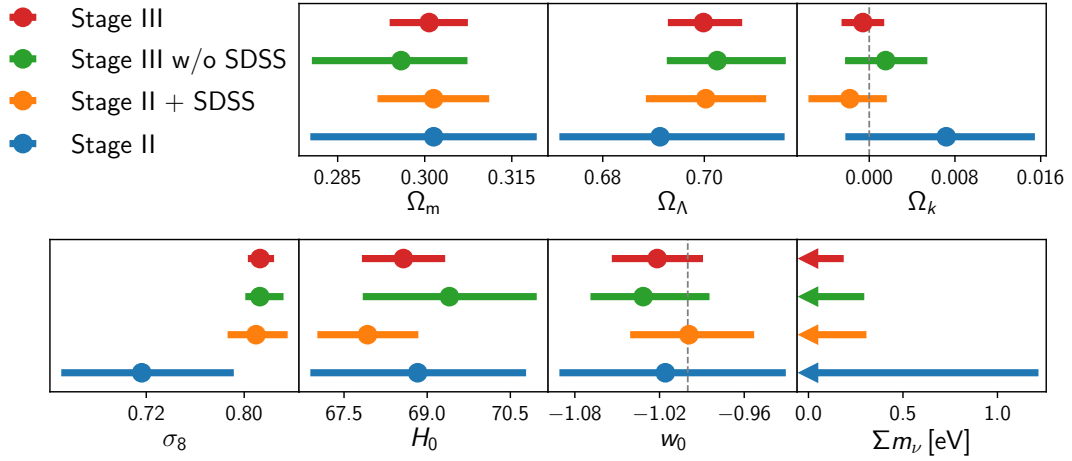 Stage III
Stage III w/o SDSS
Stage II + SDSS
Stage II
0.285 0.300 0.315
Ωm
0.68 0.70
ΩΛ
0.000 0.008 0.016
Ωk
0.72 0.80
σ8
67.5 69.0 70.5
H0
−1.08 −1.02 −0.96
w0
0.0 0.5 1.0
Σmν [eV]